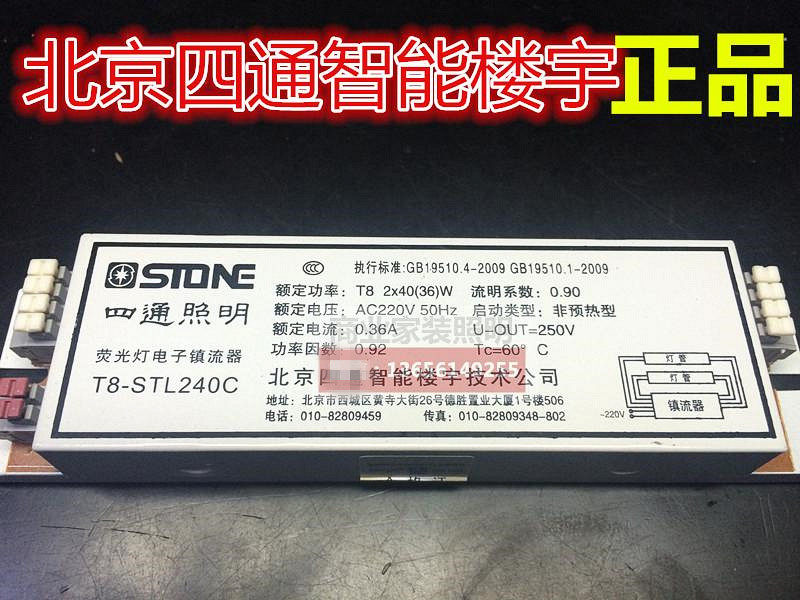 北京四通智能楼宇正品
STONE
四通照明
荧光灯电子镇流器
T8-STL240C
执行标准:GB19510.4-2009 GB19510.1-2009
额定功率: T8 2x40(36)W 流明系数: 0.90
额定电压: AC220V 50Hz 启动类型: 非预热型
额定电流: 0.36A U-OUT=250V
功率因数: 0.92 Tc=60° C
商业家装照明
13656149255
北京四 智能楼宇技术公司
地址: 北京市西城区黄寺大街26号德胜置业大厦1号楼506
电话: 010-82809459 传真: 010-82809348-802
灯管
灯管
~220V
镇流器